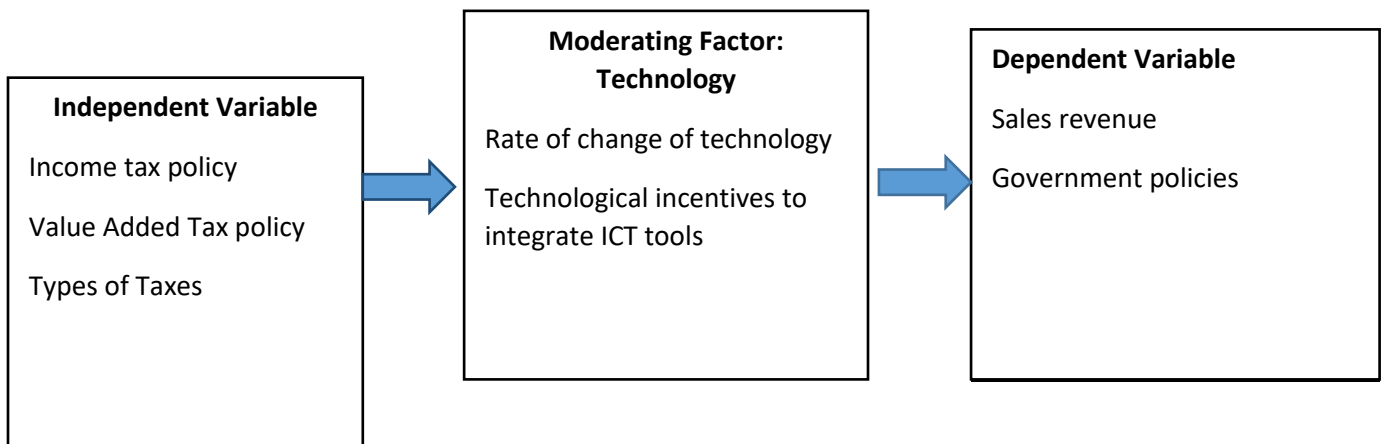 Independent Variable
Income tax policy
Value Added Tax policy
Types of Taxes
Moderating Factor:
Technology
Rate of change of technology
Technological incentives to
integrate ICT tools
Dependent Variable
Sales revenue
Government policies